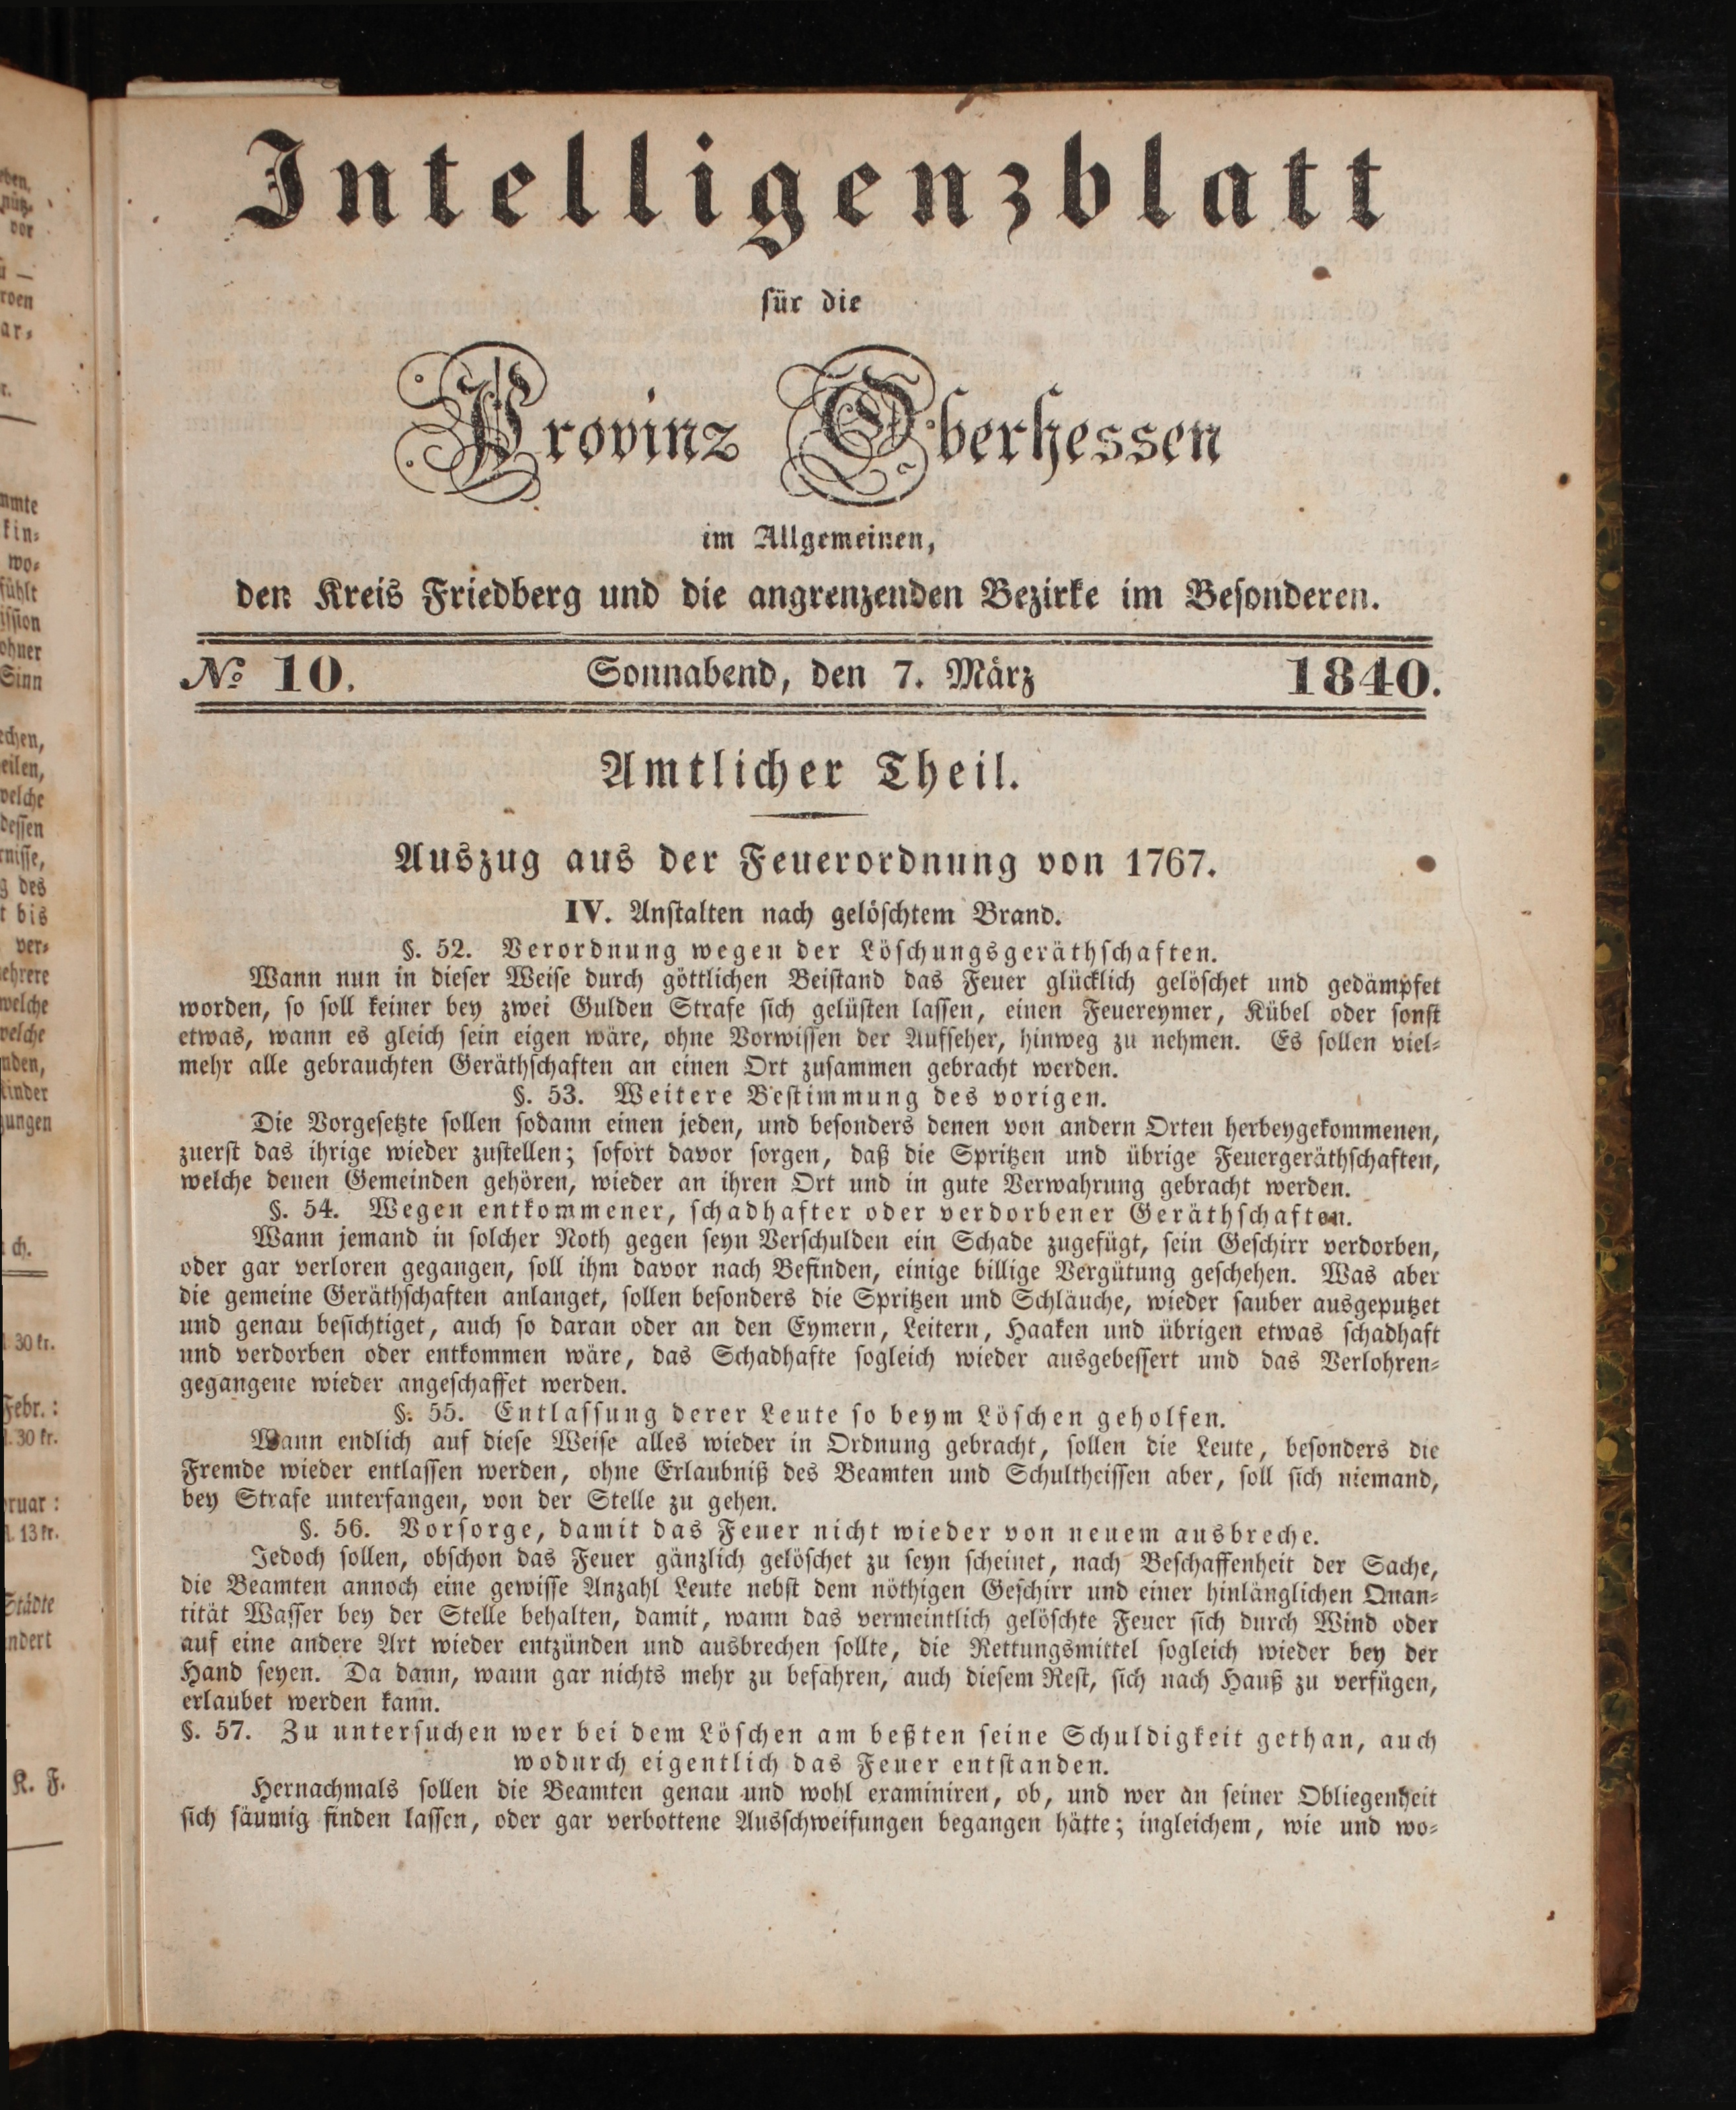 Intelligenzblatt
für die
Provinz Oberhessen
im Allgemeinen,
den Kreis Friedberg und die angrenzenden Bezirke im Besonderen.
№ 10. Sonnabend, den 7. März 1840.
Amtlicher Theil.
Auszug aus der Feuerordnung von 1767.
IV. Anstalten nach gelöschtem Brand.
§. 52. Verordnung wegen der Löschungsgeräthschaften.
Wann nun in dieser Weise durch göttlichen Beistand das Feuer glücklich gelöschet und gedämpfet
worden, so soll keiner bey zwei Gulden Strafe sich gelüsten lassen, einen Feuereymer, Kübel oder sonst
etwas, wann es gleich sein eigen wäre, ohne Vorwissen der Aufseher, hinweg zu nehmen. Es sollen viel-
mehr alle gebrauchten Geräthschaften an einen Ort zusammen gebracht werden.
§. 53. Weitere Bestimmung des vorigen.
Die Vorgesetzte sollen sodann einen jeden, und besonders denen von andern Orten herbeygekommenen,
zuerst das ihrige wieder zustellen; sofort davor sorgen, daß die Spritzen und übrige Feuergeräthschaften,
welche denen Gemeinden gehören, wieder an ihren Ort und in gute Verwahrung gebracht werden.
§. 54. Wegen entkommener, schadhafter oder verdorbener Geräthschaften.
Wann jemand in solcher Noth gegen seyn Verschulden ein Schade zugefügt, sein Geschirr verdorben,
oder gar verloren gegangen, soll ihm davor nach Befinden, einige billige Vergütung geschehen. Was aber
die gemeine Geräthschaften anlanget, sollen besonders die Spritzen und Schläuche, wieder sauber ausgeputzet
und genau besichtiget, auch so daran oder an den Eymern, Leitern, Haaken und übrigen etwas schadhaft
und verdorben oder entkommen wäre, das Schadhafte sogleich wieder ausgebessert und das Verlohren-
gegangene wieder angeschaffet werden.
§. 55. Entlassung derer Leute so beym Löschen geholfen.
Wann endlich auf diese Weise alles wieder in Ordnung gebracht, sollen die Leute, besonders die
Fremde wieder entlassen werden, ohne Erlaubniß des Beamten und Schultheissen aber, soll sich niemand,
bey Strafe unterfangen, von der Stelle zu gehen.
§. 56. Vorsorge, damit das Feuer nicht wieder von neuem ausbreche.
Jedoch sollen, obschon das Feuer gänzlich gelöschet zu seyn scheinet, nach Beschaffenheit der Sache,
die Beamten annoch eine gewisse Anzahl Leute nebst dem nöthigen Geschirr und einer hinlänglichen Quan-
tität Wasser bey der Stelle behalten, damit, wann das vermeintlich gelöschte Feuer sich durch Wind oder
auf eine andere Art wieder entzünden und ausbrechen sollte, die Rettungsmittel sogleich wieder bey der
Hand seyen. Da dann, wann gar nichts mehr zu befahren, auch diesem Rest, sich nach Hauß zu verfügen,
erlaubet werden kann.
§. 57. Zu untersuchen wer bei dem Löschen am beßten seine Schuldigkeit gethan, auch
wodurch eigentlich das Feuer entstanden.
Hernachmals sollen die Beamten genau und wohl examiniren, ob, und wer an seiner Obliegenheit
sich säumig finden lassen, oder gar verbottene Ausschweifungen begangen hätte; ingleichem, wie und wo-